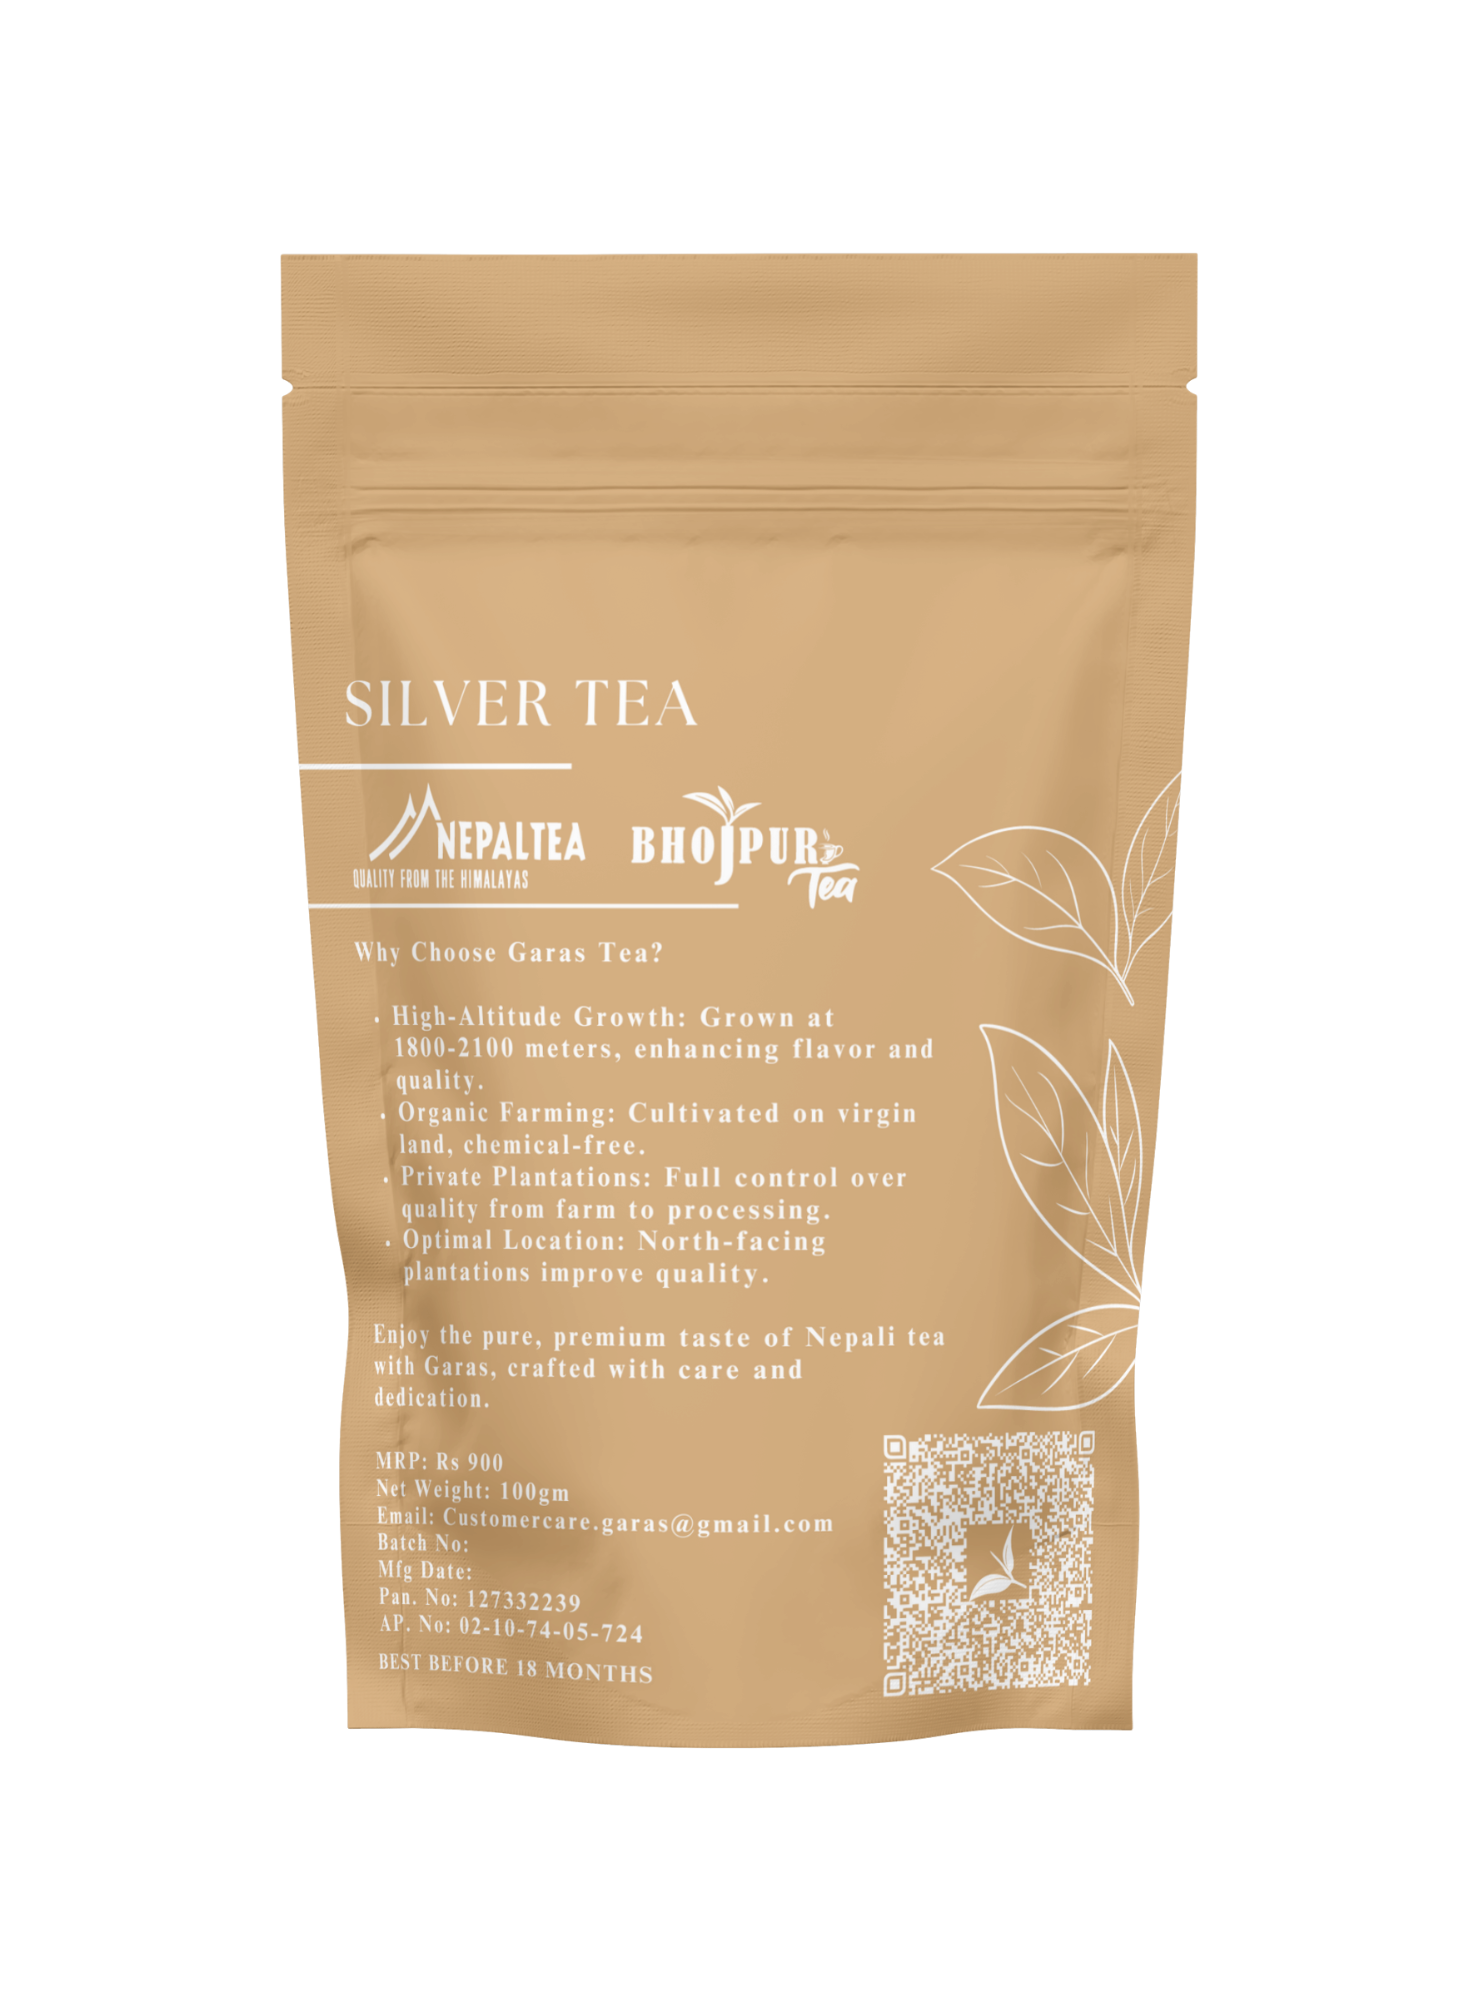 SILVER TEA
NEPALTEA
QUALITY FROM THE HIMALAYAS
BHOJPUR
Tea
Why Choose Garas Tea?
• High-Altitude Growth: Grown at
1800-2100 meters, enhancing flavor and
quality.
• Organic Farming: Cultivated on virgin
land, chemical-free.
• Private Plantations: Full control over
quality from farm to processing.
• Optimal Location: North-facing
plantations improve quality.
Enjoy the pure, premium taste of Nepali tea
with Garas, crafted with care and
dedication.
MRP: Rs 900
Net Weight: 100gm
Email: Customercare.garas@gmail.com
Batch No:
Mfg Date:
Pan. No: 127332239
AP. No: 02-10-74-05-724
BEST BEFORE 18 MONTHS